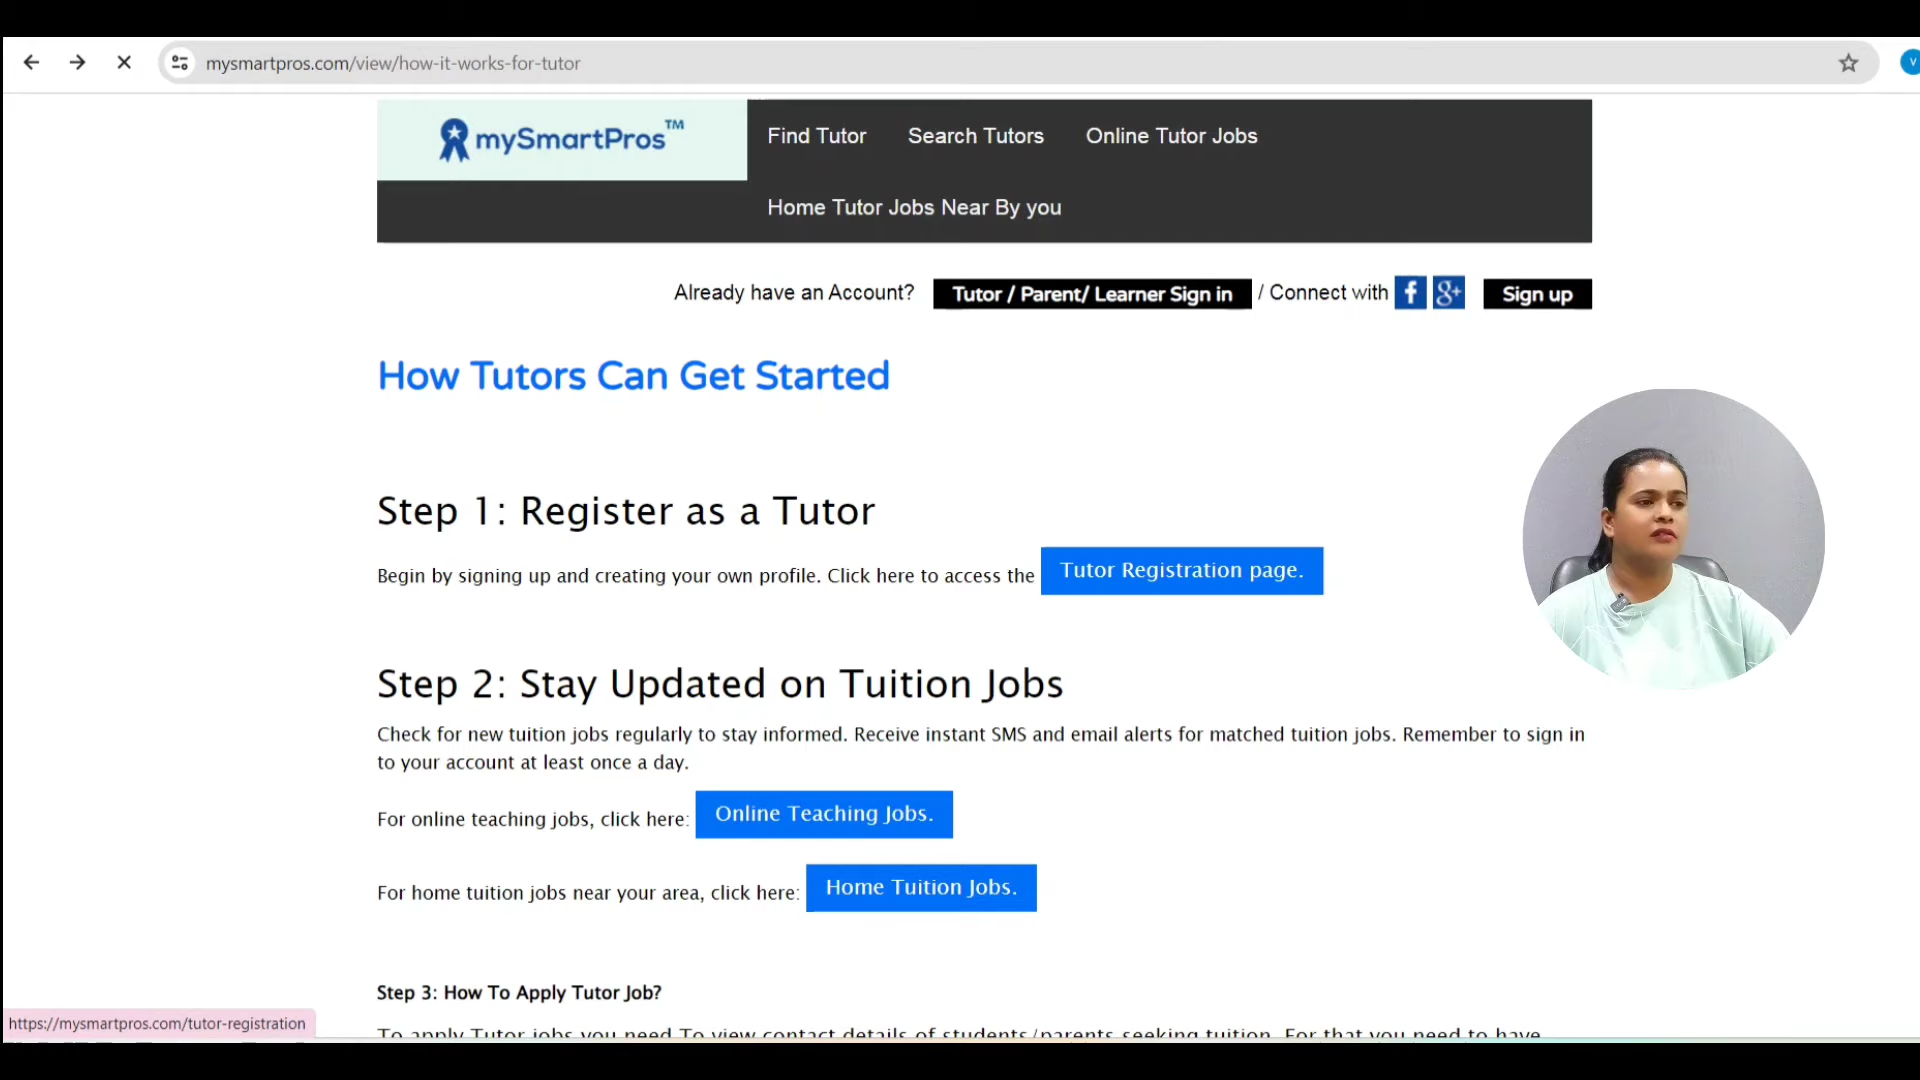 mysmartpros.com/view/how-it-works-for-tutor
V
mySmartPros™
Find Tutor
Search Tutors
Online Tutor Jobs
Home Tutor Jobs Near By you
Already have an Account?
Tutor / Parent/ Learner Sign in
/ Connect with
f
g+
Sign up
How Tutors Can Get Started
Step 1: Register as a Tutor
Begin by signing up and creating your own profile. Click here to access the
Tutor Registration page.
Step 2: Stay Updated on Tuition Jobs
Check for new tuition jobs regularly to stay informed. Receive instant SMS and email alerts for matched tuition jobs. Remember to sign in
to your account at least once a day.
For online teaching jobs, click here:
Online Teaching Jobs.
For home tuition jobs near your area, click here:
Home Tuition Jobs.
Step 3: How To Apply Tutor Job?
To apply Tutor jobs you need To view contact details of students/parents seeking tuition. For that you need to have
https://mysmartpros.com/tutor-registration